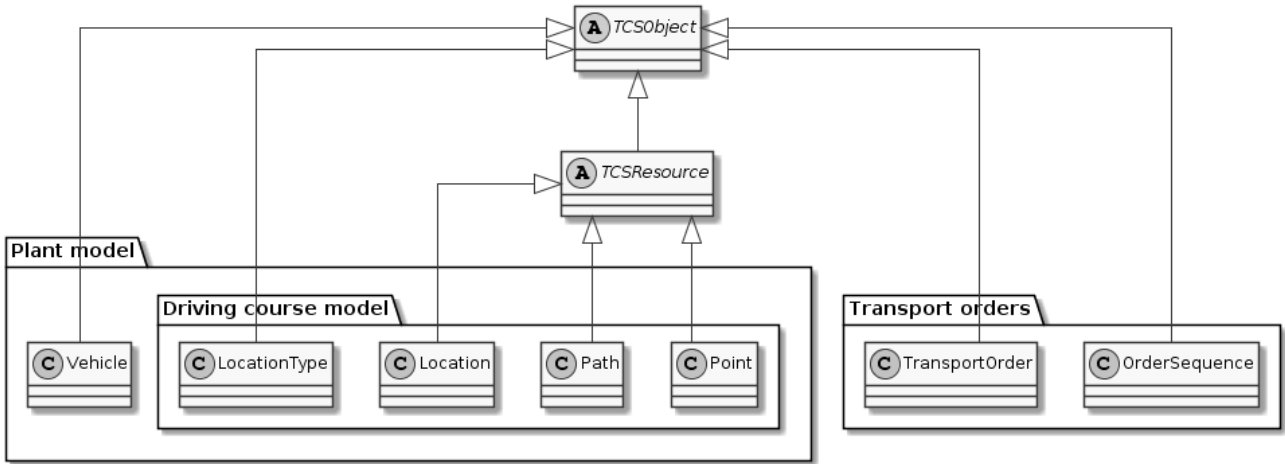 A TCSObject
A TCSResource
Plant model
Driving course model
Transport orders
C Vehicle
C LocationType
C Location
C Path
C Point
C TransportOrder
C OrderSequence